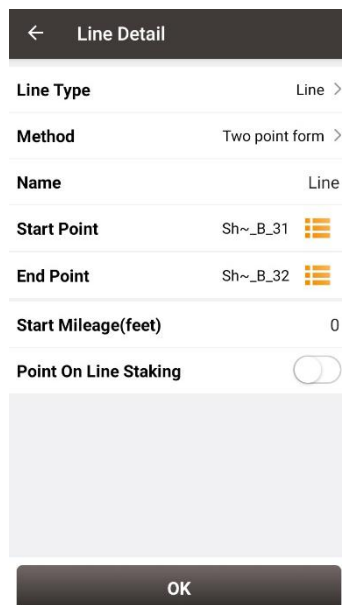 Line Detail
Line Type Line
Method Two point form
Name Line
Start Point Sh~_B_31
End Point Sh~_B_32
Start Mileage(feet) 0
Point On Line Staking
OK